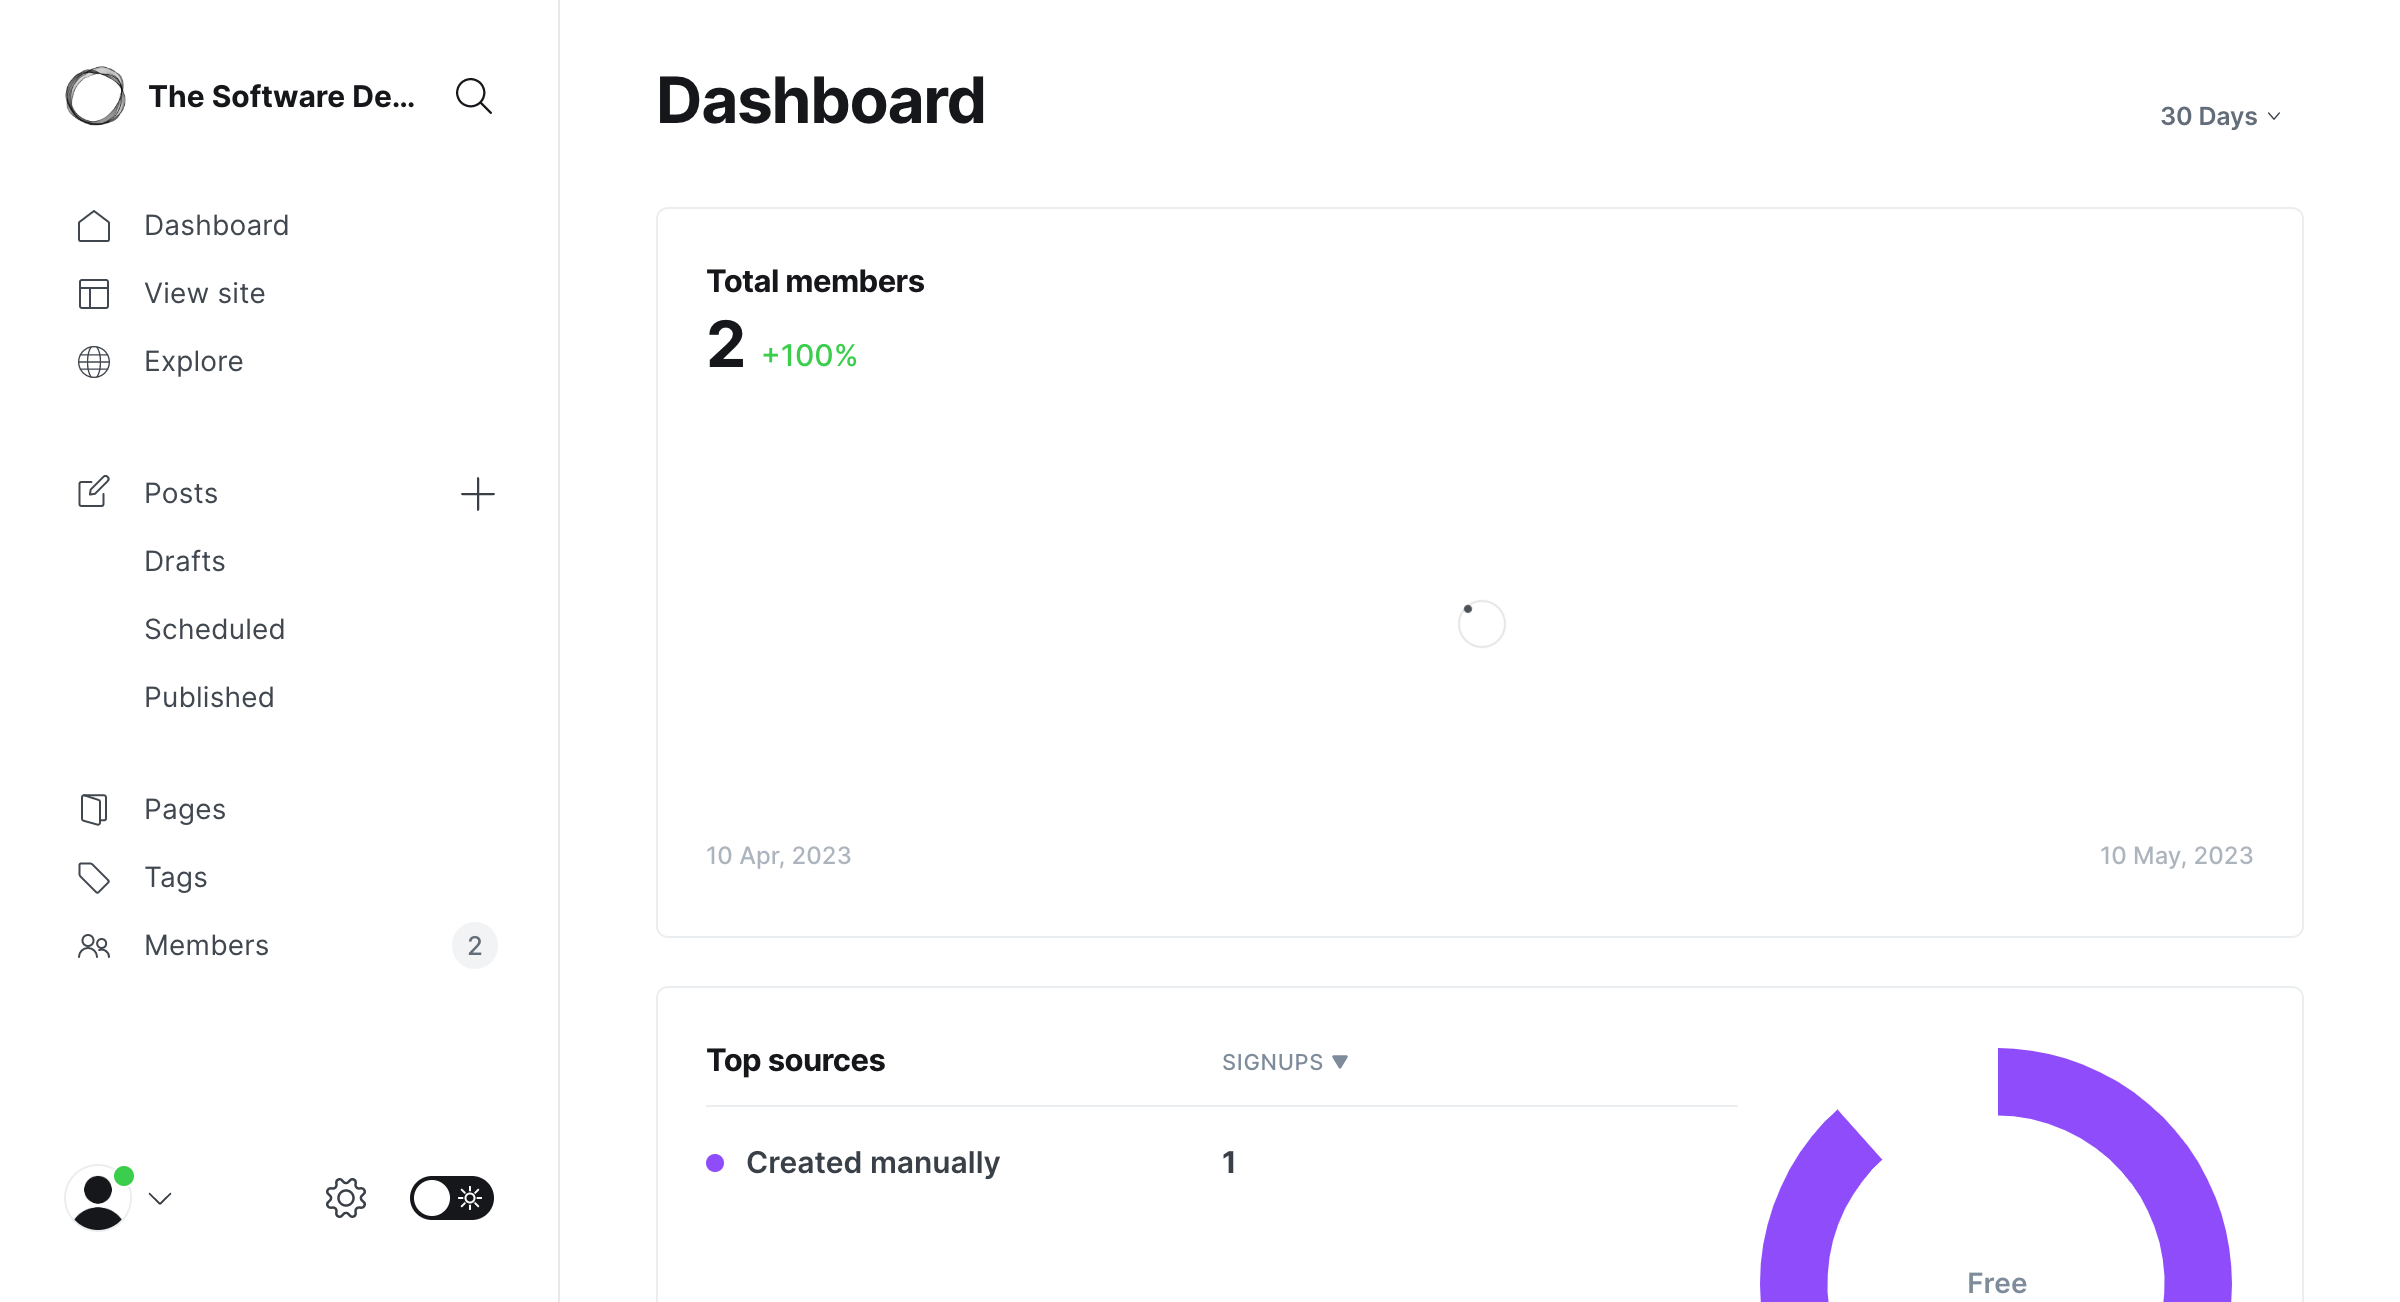 The Software De...
Dashboard
View site
Explore
Posts
Drafts
Scheduled
Published
Pages
Tags
Members 2
Dashboard
30 Days
Total members
2 +100%
10 Apr, 2023 10 May, 2023
Top sources SIGNUPS ▼
Created manually 1
Free